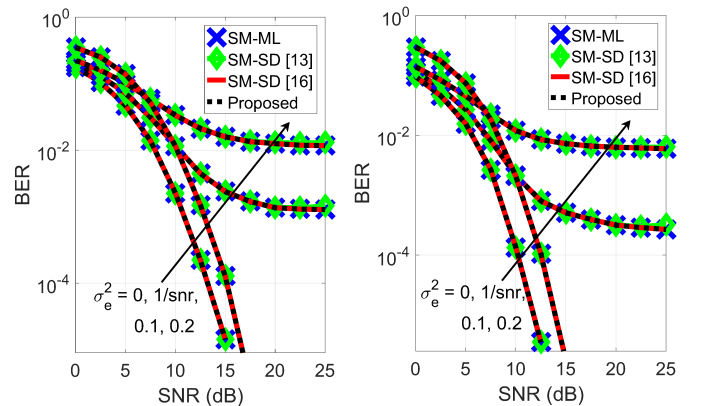 10^0
10^-2
10^-4
BER
SM-ML
SM-SD [13]
SM-SD [16]
Proposed
σ_e^2 = 0, 1/snr,
0.1, 0.2
0 5 10 15 20 25
SNR (dB)
10^0
10^-2
10^-4
BER
SM-ML
SM-SD [13]
SM-SD [16]
Proposed
σ_e^2 = 0, 1/snr,
0.1, 0.2
0 5 10 15 20 25
SNR (dB)